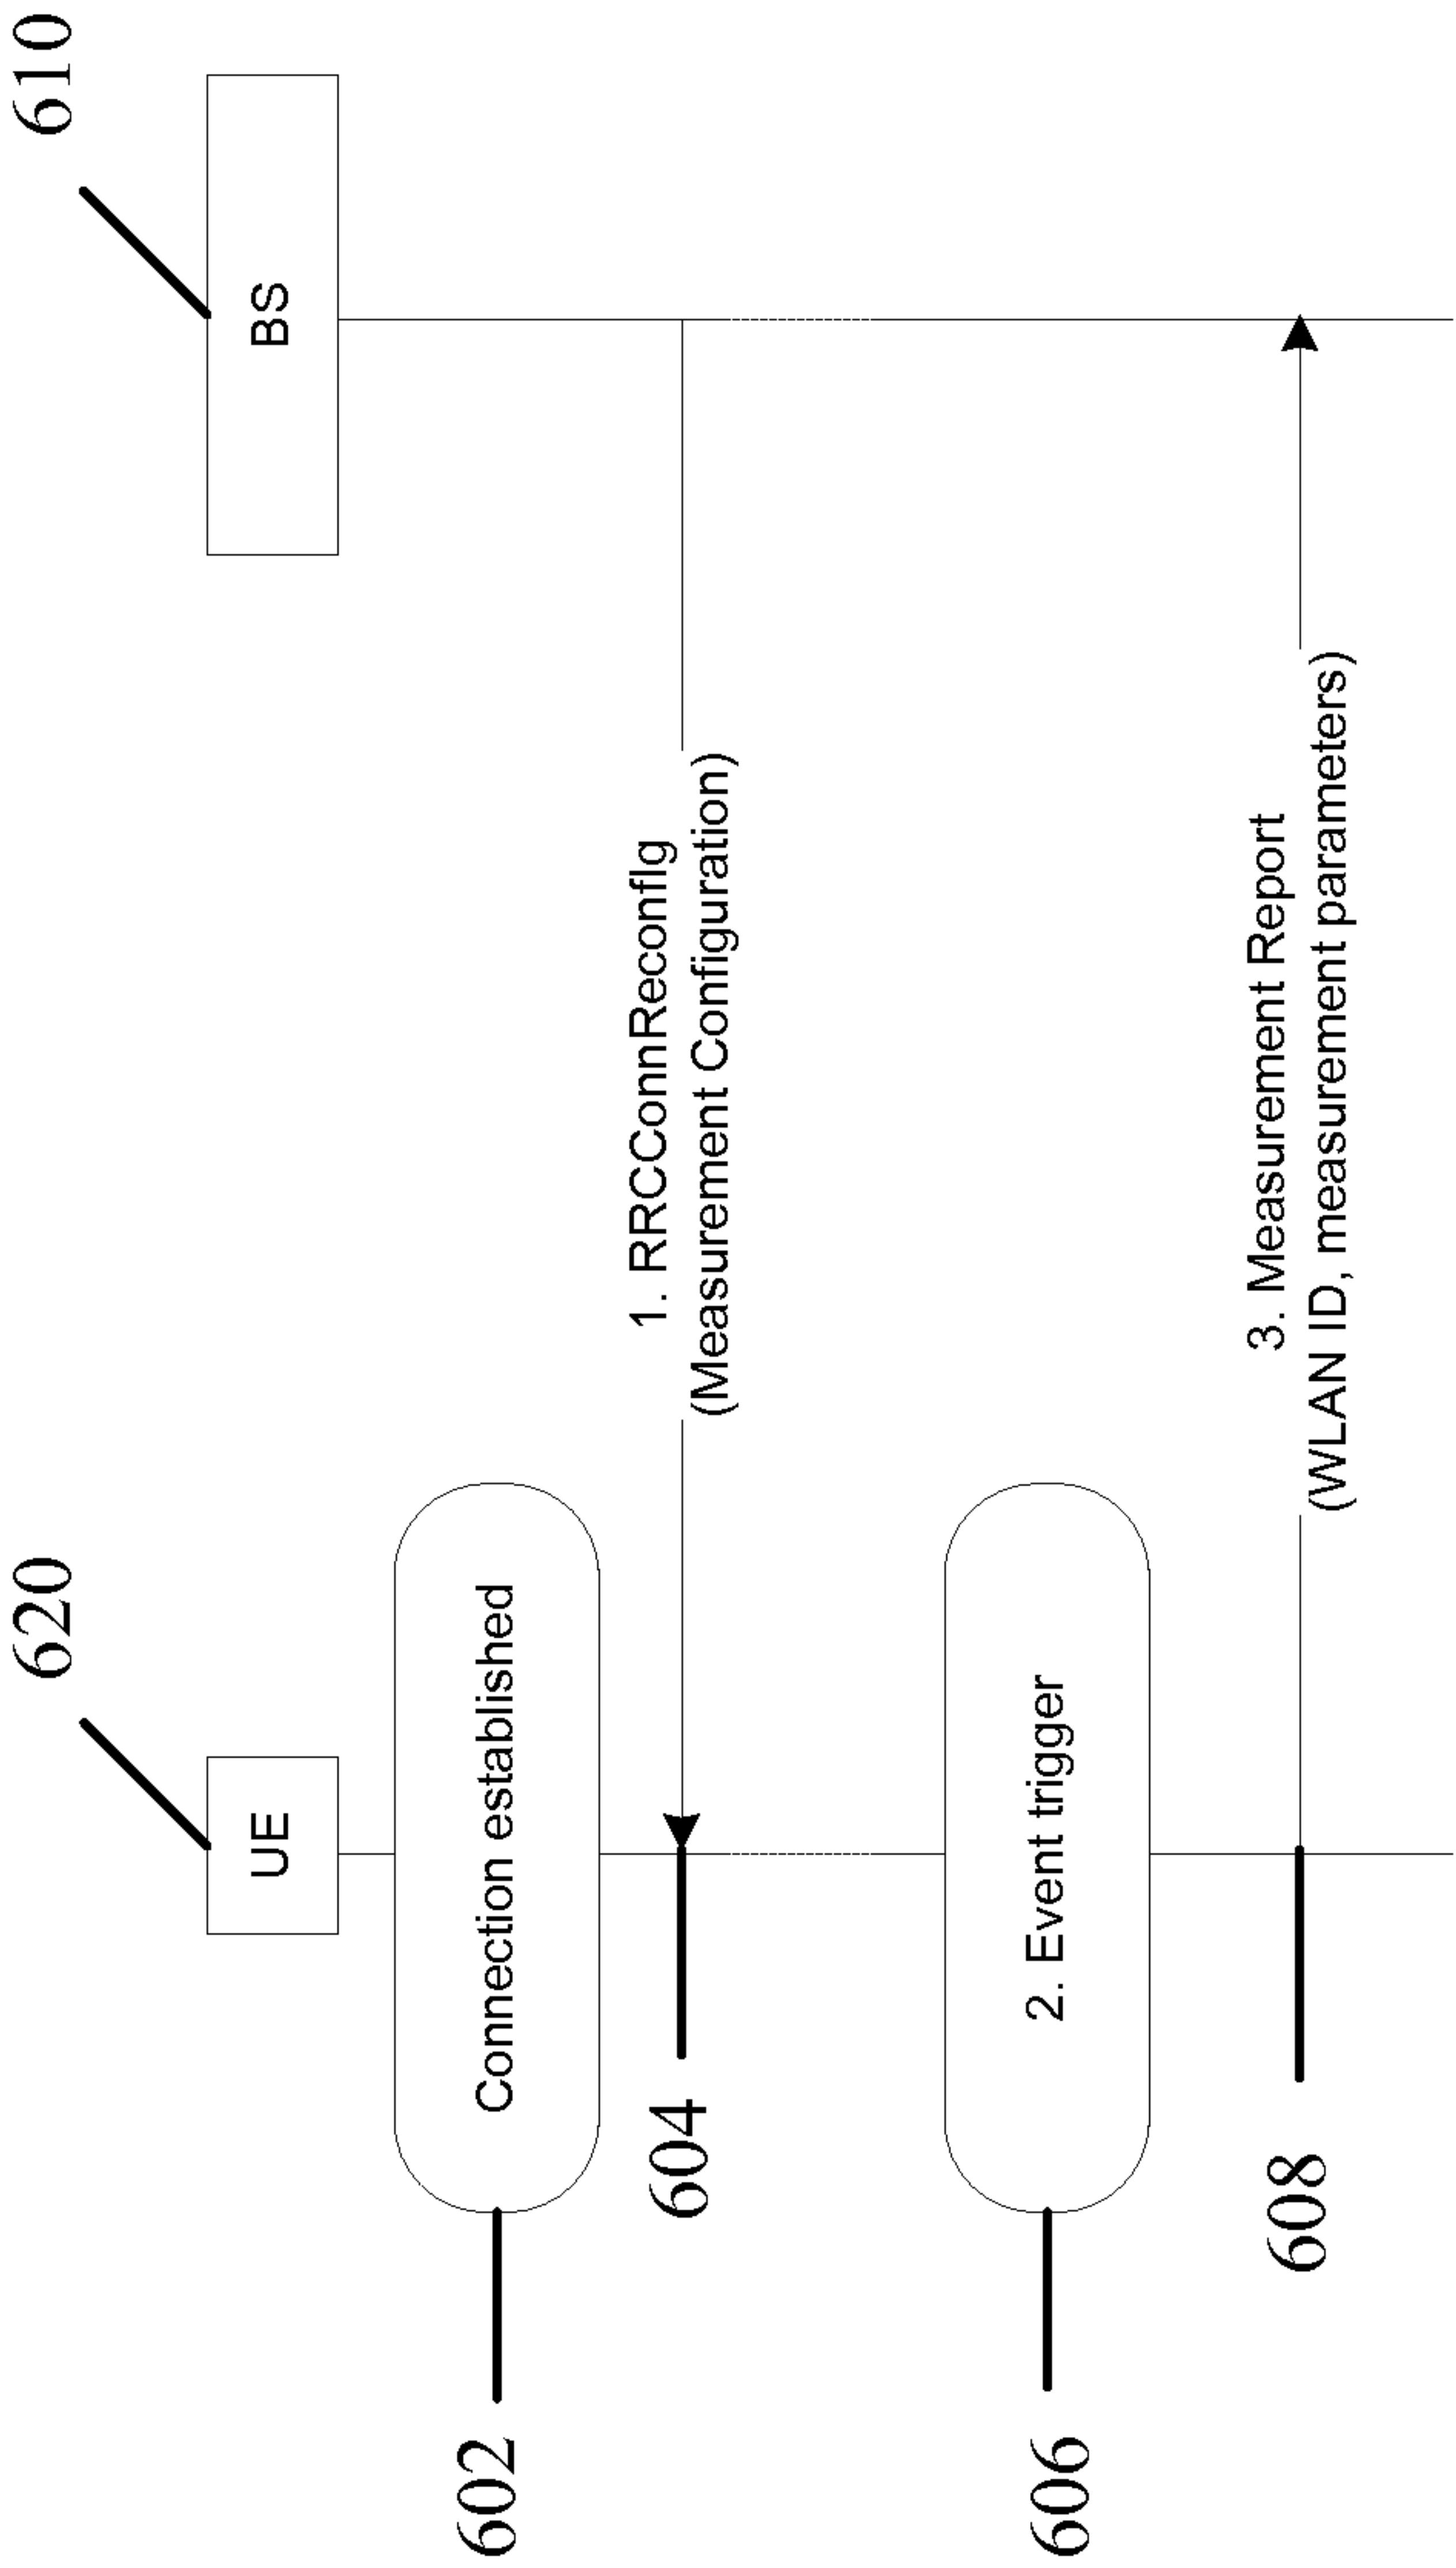 620
610
UE
BS
Connection established
602
1. RRCConnReconfig
(Measurement Configuration)
604
2. Event trigger
606
3. Measurement Report
(WLAN ID, measurement parameters)
608